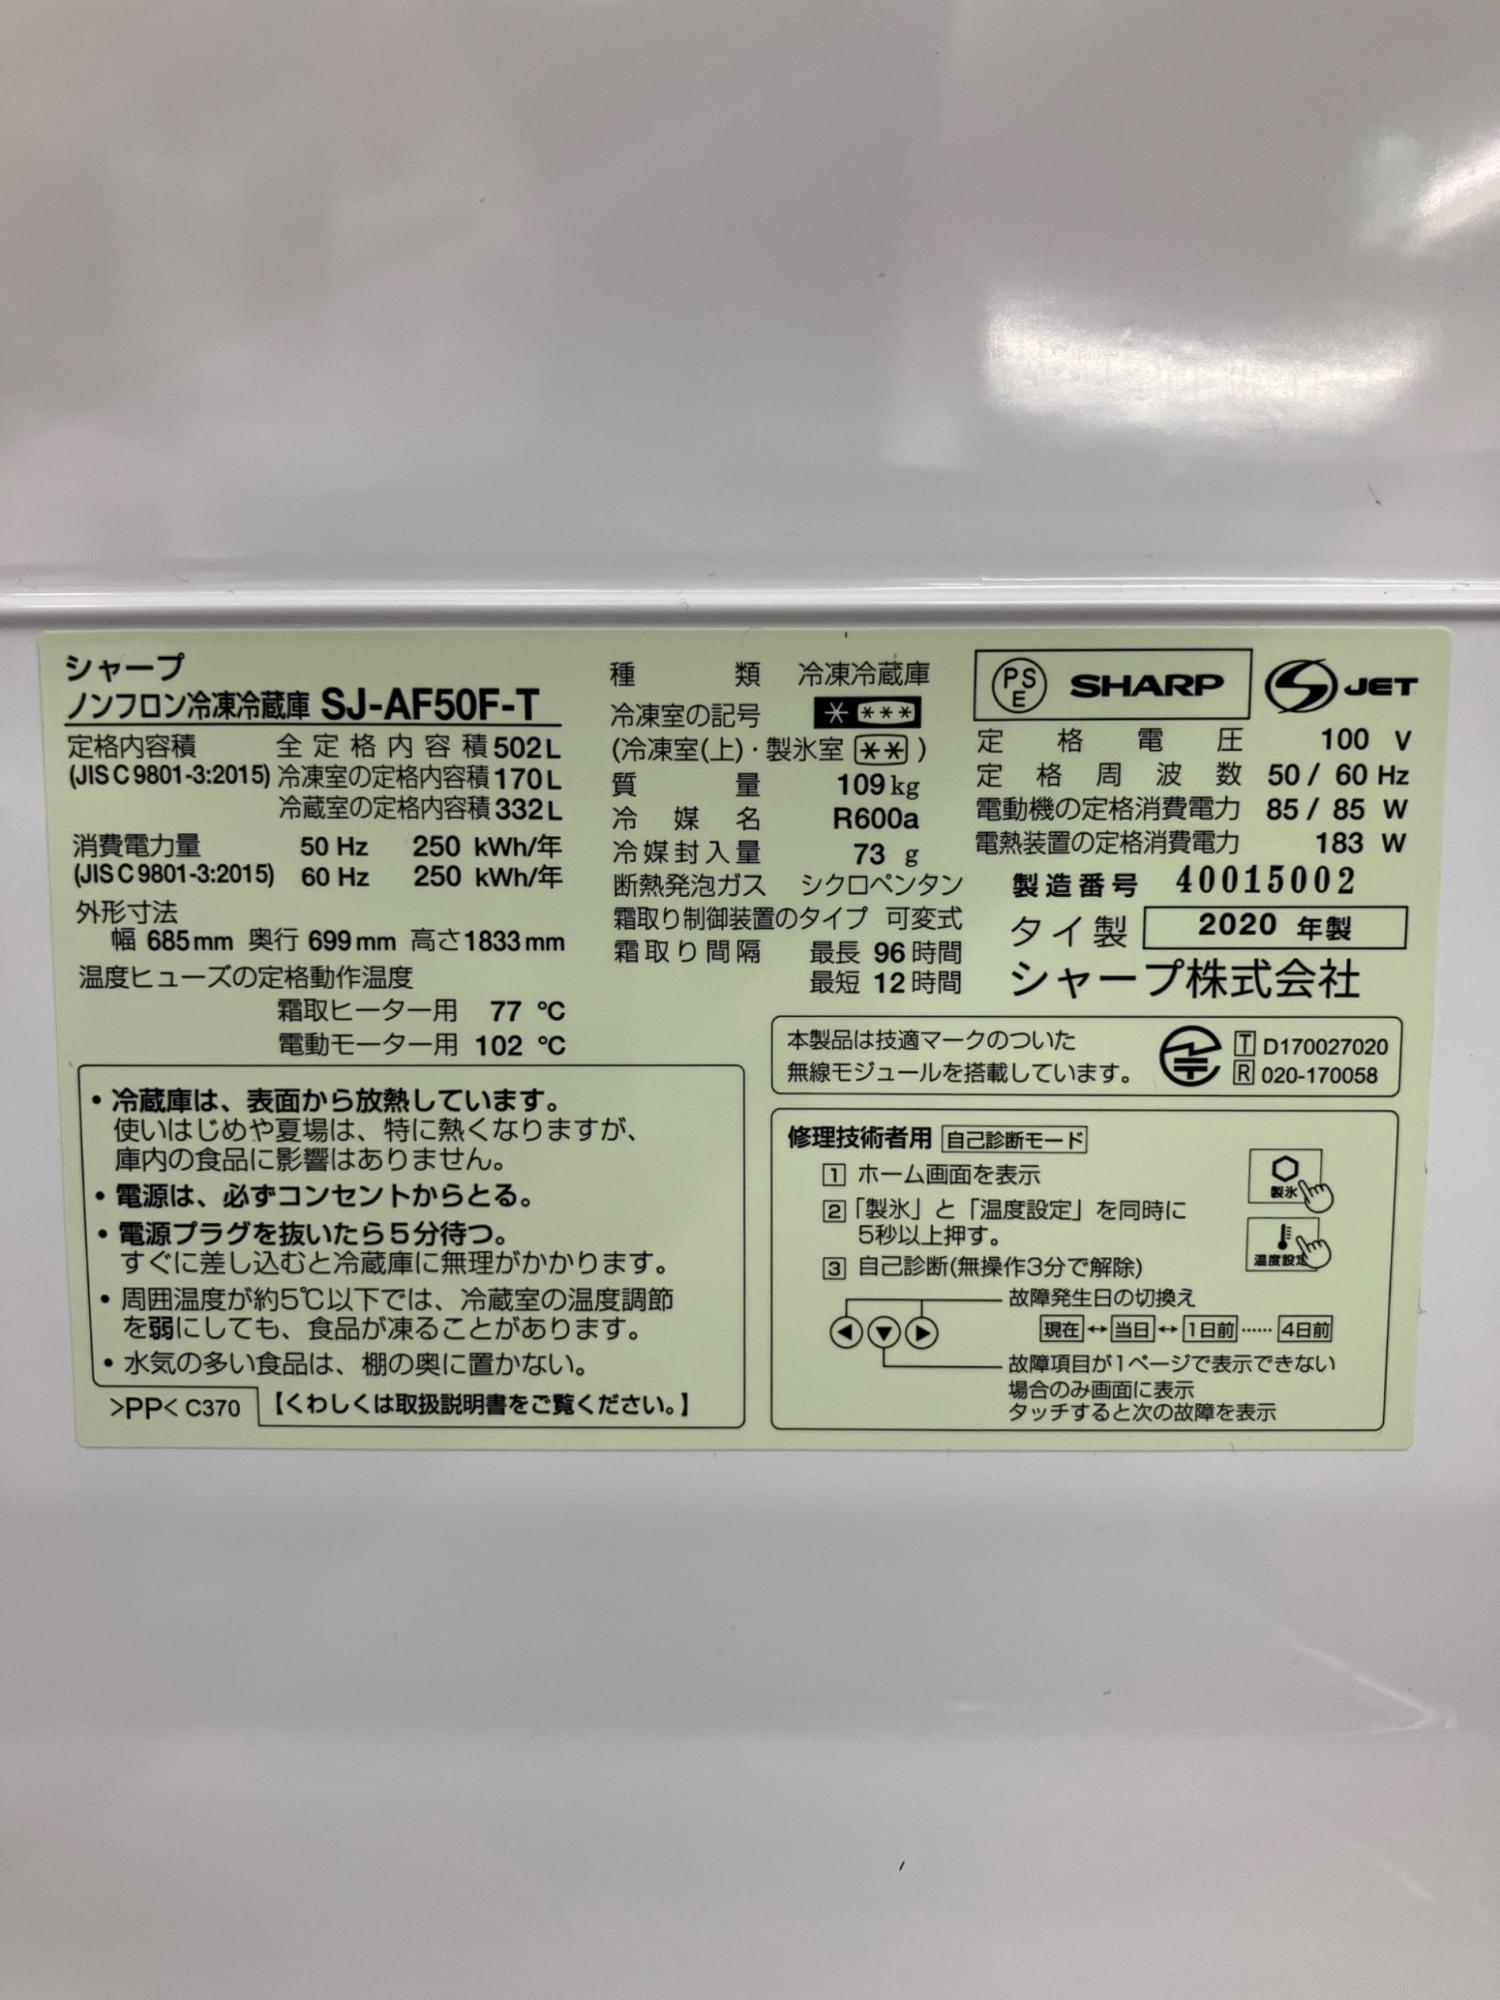 シャープ
ノンフロン冷凍冷蔵庫 SJ-AF50F-T
定格内容積 全定格内容積 502L
(JIS C 9801-3:2015) 冷凍室の定格内容積 170L
冷蔵室の定格内容積 332L
消費電力量 50 Hz 250 kWh/年
(JIS C 9801-3:2015) 60 Hz 250 kWh/年
外形寸法
幅 685mm 奥行 699mm 高さ1833mm
温度ヒューズの定格動作温度
霜取ヒーター用 77 ℃
電動モーター用 102 ℃
種類 冷凍冷蔵庫
冷凍室の記号 * ***
(冷凍室(上)・製氷室 ** )
質量 109kg
冷媒名 R600a
冷媒封入量 73 g
断熱発泡ガス シクロペンタン
霜取り制御装置のタイプ 可変式
霜取り間隔 最長 96時間
最短 12時間
PSE SHARP S JET
定格電圧 100 V
定格周波数 50 / 60 Hz
電動機の定格消費電力 85 / 85 W
電熱装置の定格消費電力 183 W
製造番号 40015002
タイ製 2020 年製
シャープ株式会社
本製品は技適マークのついた
無線モジュールを搭載しています。
T D170027020
R 020-170058
・冷蔵庫は、表面から放熱しています。
使いはじめや夏場は、特に熱くなりますが、
庫内の食品に影響はありません。
・電源は、必ずコンセントからとる。
・電源プラグを抜いたら5分待つ。
すぐに差し込むと冷蔵庫に無理がかかります。
・周囲温度が約5℃以下では、冷蔵室の温度調節
を弱にしても、食品が凍ることがあります。
・水気の多い食品は、棚の奥に置かない。
>PP< C370 【くわしくは取扱説明書をご覧ください。】
修理技術者用 自己診断モード
1 ホーム画面を表示
2 「製氷」と「温度設定」を同時に
5秒以上押す。
3 自己診断(無操作3分で解除)
製氷
温度設定
故障発生日の切換え
◀ ▼ ▶ 現在 ↔ 当日 ↔ 1日前 …… 4日前
故障項目が1ページで表示できない
場合のみ画面に表示
タッチすると次の故障を表示